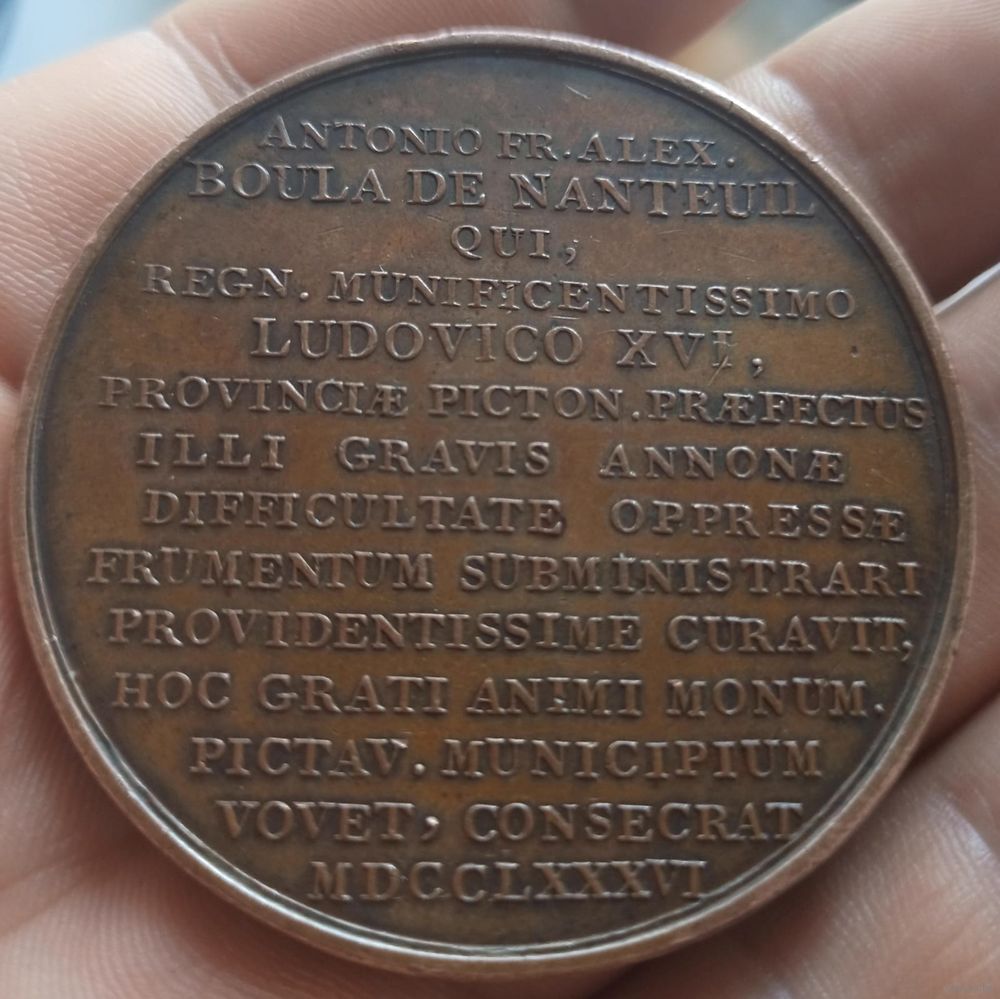 ANTONIO FR. ALEX.
BOULA DE NANTEUIL
QUI,
REGN. MUNIFICENTISSIMO
LUDOVICO XVI,
PROVINCIÆ PICTON. PRÆFECTUS
ILLI GRAVIS ANNONÆ
DIFFICULTATE OPPRESSÆ
FRUMENTUM SUBMINISTRARI
PROVIDENTISSIME CURAVIT,
HOC GRATI ANIMI MONUM.
PICTAV. MUNICIPIUM
VOVET, CONSECRAT
MDCCLXXXVI